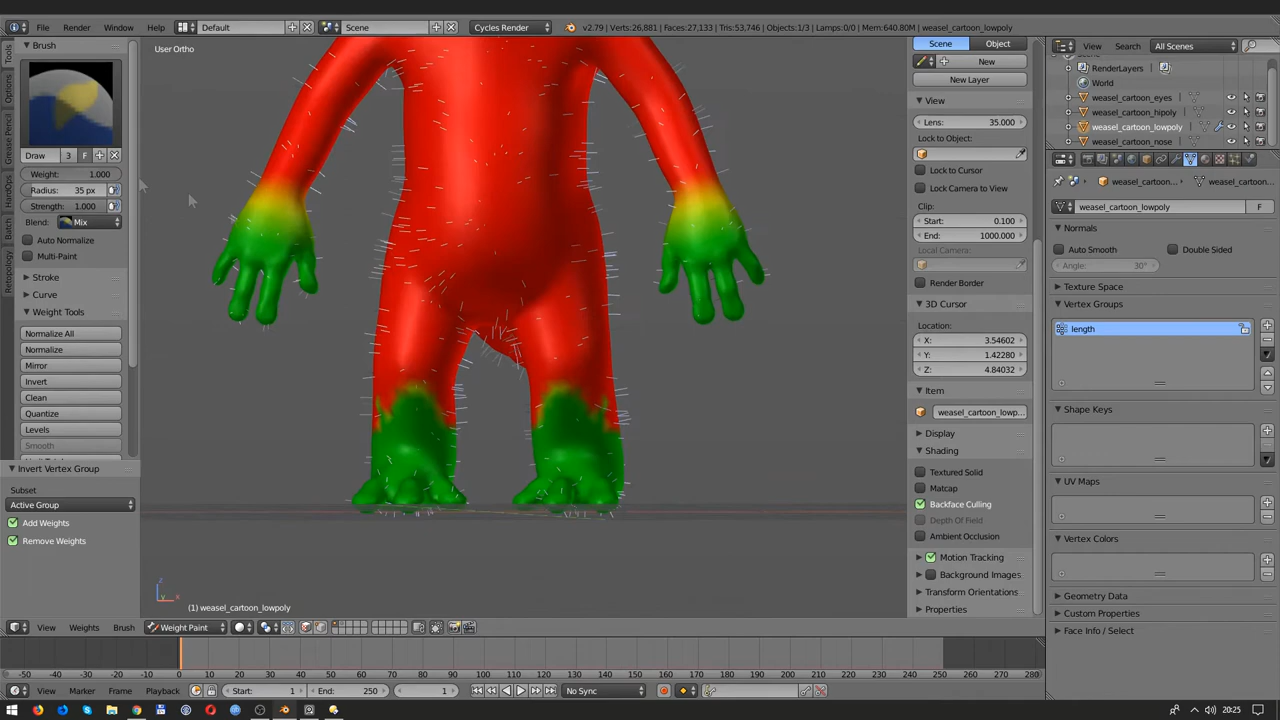 File Render Window Help Default Scene Cycles Render v2.79 | Verts:26,881 | Faces:27,133 | Tris:53,746 | Objects:1/3 | Lamps:0/0 | Mem:640.80M | weasel_cartoon_lowpoly
Brush
Tools
Options
Grease Pencil
HardOps
Batch
Retopology
Draw 3 F
Weight: 1.000
Radius: 35 px
Strength: 1.000
Blend: Mix
Auto Normalize
Multi-Paint
Stroke
Curve
Weight Tools
Normalize All
Normalize
Mirror
Invert
Clean
Quantize
Levels
Smooth
Invert Vertex Group
Subset
Active Group
Add Weights
Remove Weights
User Ortho
z
y x
(1) weasel_cartoon_lowpoly
View Weights Brush Weight Paint
Scene Object
New
New Layer
View
Lens: 35.000
Lock to Object:
Lock to Cursor
Lock Camera to View
Clip:
Start: 0.100
End: 1000.000
Local Camera:
Render Border
3D Cursor
Location:
X: 3.54602
Y: 1.42280
Z: 4.84032
Item
weasel_cartoon_lowp...
Display
Shading
Textured Solid
Matcap
Backface Culling
Depth Of Field
Ambient Occlusion
Motion Tracking
Background Images
Transform Orientations
Properties
View Search All Scenes
RenderLayers
World
weasel_cartoon_eyes
weasel_cartoon_hipoly
weasel_cartoon_lowpoly
weasel_cartoon_nose
weasel_cartoon... weasel_cartoon...
weasel_cartoon_lowpoly F
Normals
Auto Smooth Double Sided
Angle: 30°
Texture Space
Vertex Groups
length
Shape Keys
UV Maps
Vertex Colors
Geometry Data
Custom Properties
Face Info / Select
-50 -40 -30 -20 -10 0 10 20 30 40 50 60 70 80 90 100 110 120 130 140 150 160 170 180 190 200 210 220 230 240 250 260 270 280
View Marker Frame Playback Start: 1 End: 250 1 No Sync
20:25